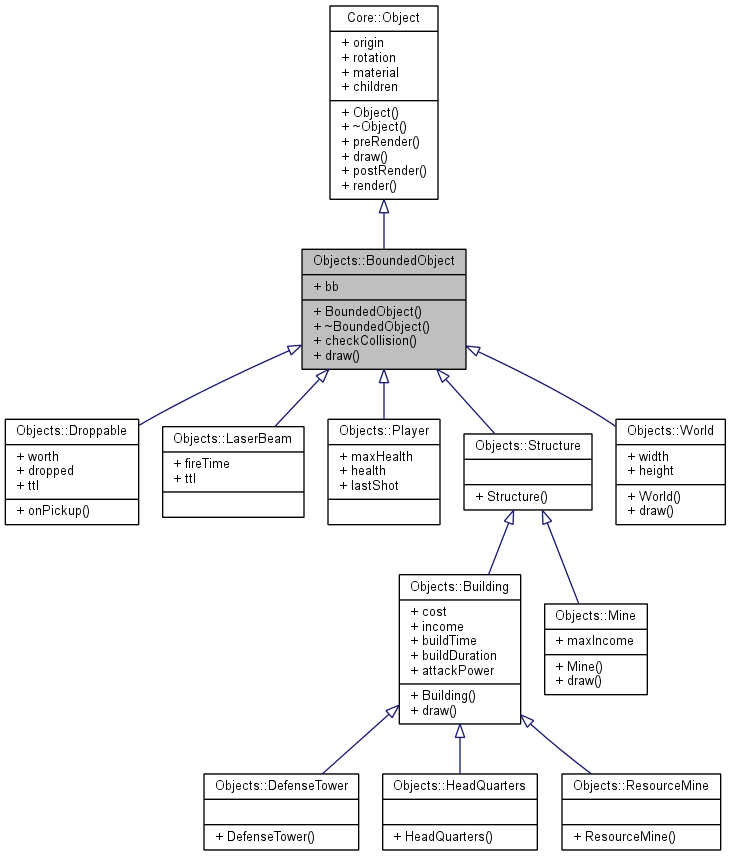 Core::Object
+ origin
+ rotation
+ material
+ children
+ Object()
+ ~Object()
+ preRender()
+ draw()
+ postRender()
+ render()
Objects::BoundedObject
+ bb
+ BoundedObject()
+ ~BoundedObject()
+ checkCollision()
+ draw()
Objects::Droppable
+ worth
+ dropped
+ ttl
+ onPickup()
Objects::LaserBeam
+ fireTime
+ ttl
Objects::Player
+ maxHealth
+ health
+ lastShot
Objects::Structure
+ Structure()
Objects::World
+ width
+ height
+ World()
+ draw()
Objects::Building
+ cost
+ income
+ buildTime
+ buildDuration
+ attackPower
+ Building()
+ draw()
Objects::Mine
+ maxIncome
+ Mine()
+ draw()
Objects::DefenseTower
+ DefenseTower()
Objects::HeadQuarters
+ HeadQuarters()
Objects::ResourceMine
+ ResourceMine()